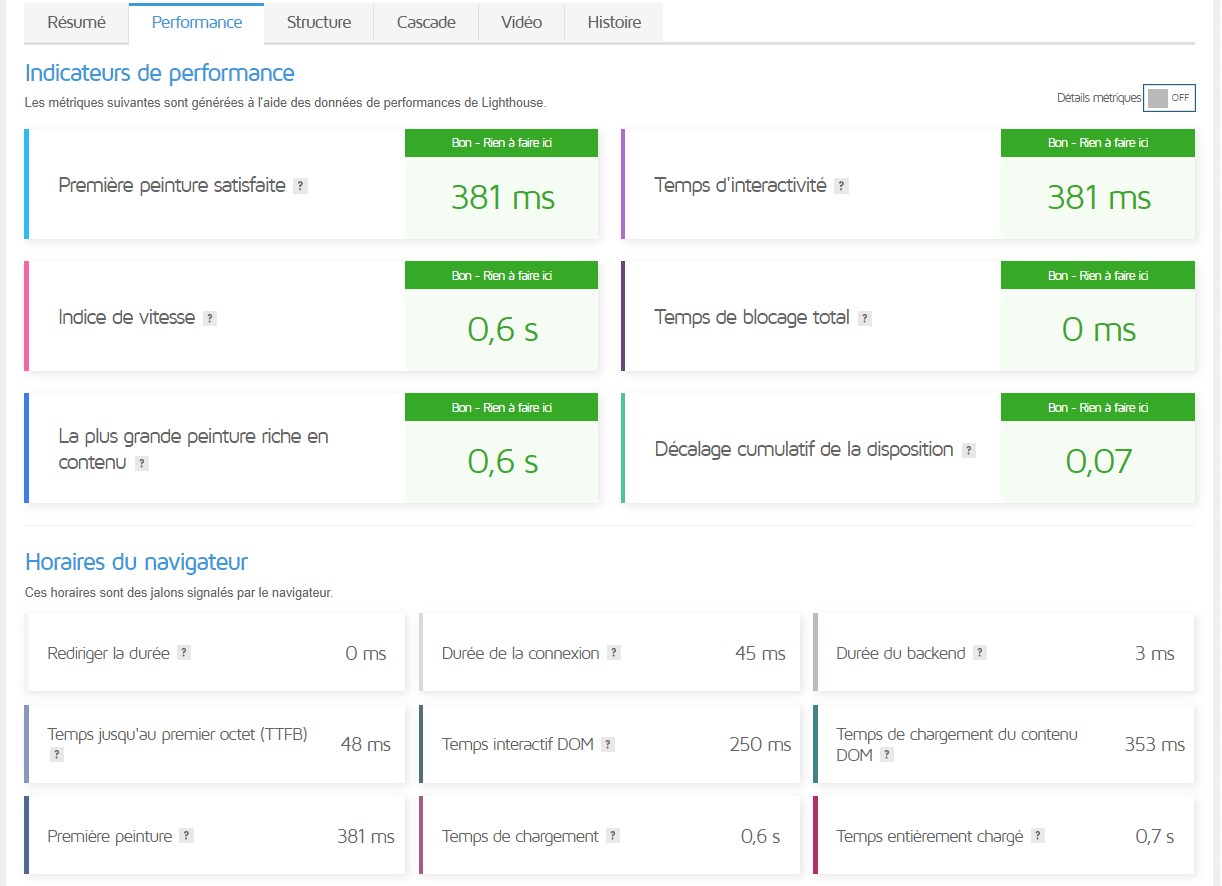 Résumé
Performance
Structure
Cascade
Vidéo
Histoire
Indicateurs de performance
Les métriques suivantes sont générées à l'aide des données de performances de Lighthouse.
Détails métriques
OFF
Première peinture satisfaite ?
Bon - Rien à faire ici
381 ms
Temps d'interactivité ?
Bon - Rien à faire ici
381 ms
Indice de vitesse ?
Bon - Rien à faire ici
0,6 s
Temps de blocage total ?
Bon - Rien à faire ici
0 ms
La plus grande peinture riche en
contenu ?
Bon - Rien à faire ici
0,6 s
Décalage cumulatif de la disposition ?
Bon - Rien à faire ici
0,07
Horaires du navigateur
Ces horaires sont des jalons signalés par le navigateur.
Rediriger la durée ?
0 ms
Durée de la connexion ?
45 ms
Durée du backend ?
3 ms
Temps jusqu'au premier octet (TTFB)
?
48 ms
Temps interactif DOM ?
250 ms
Temps de chargement du contenu
DOM ?
353 ms
Première peinture ?
381 ms
Temps de chargement ?
0,6 s
Temps entièrement chargé ?
0,7 s